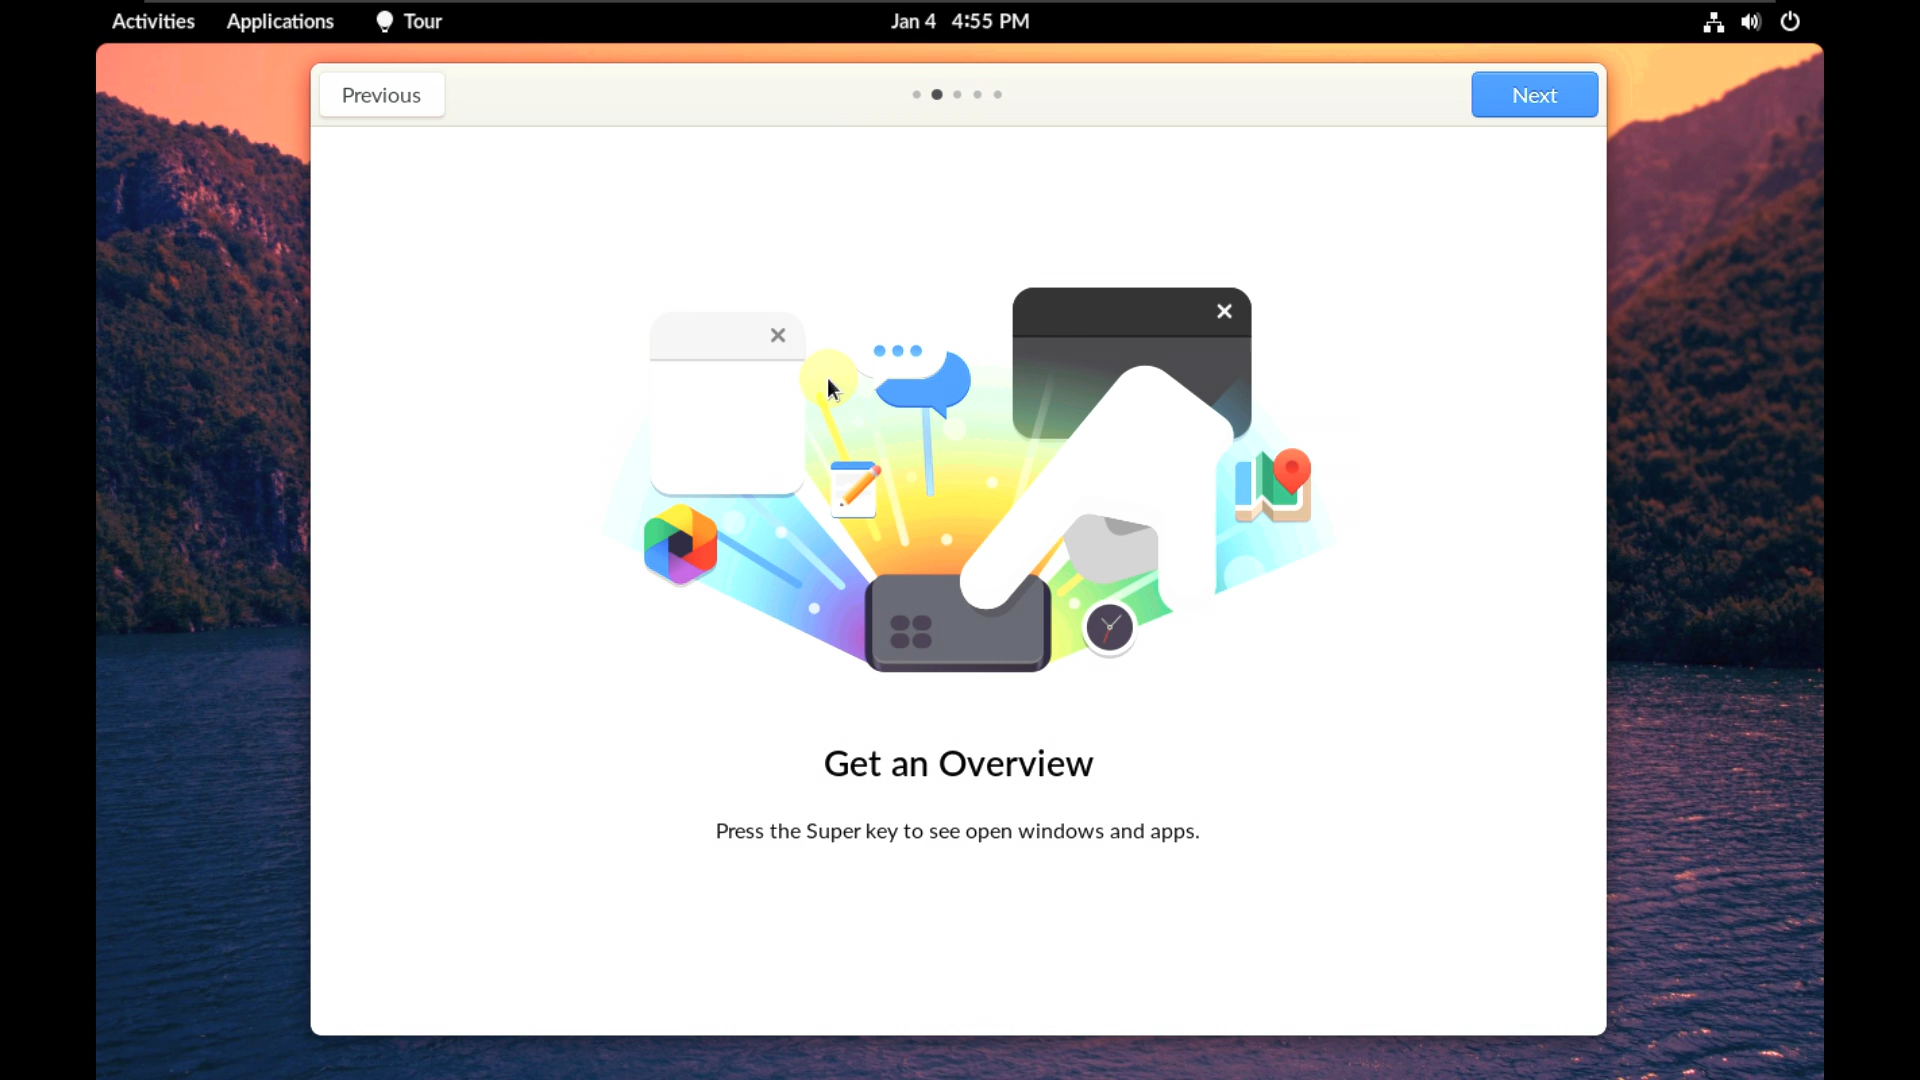 Activities Applications Tour Jan 4 4:55 PM
Previous Next
Get an Overview
Press the Super key to see open windows and apps.